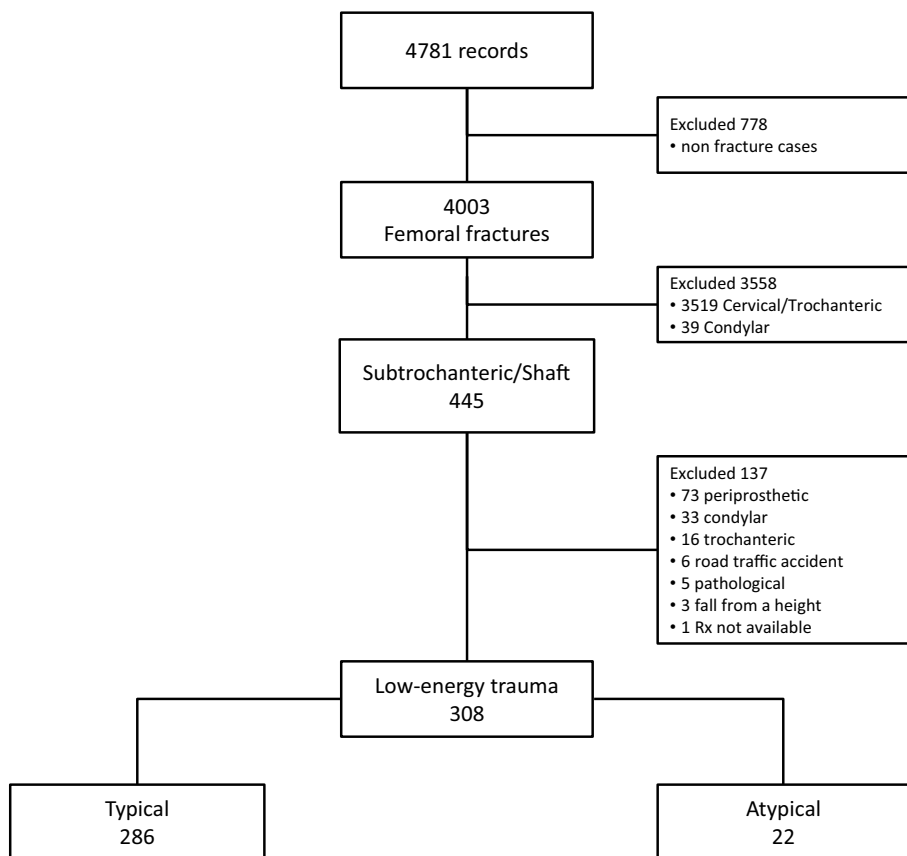 4781 records
Excluded 778
• non fracture cases
4003
Femoral fractures
Excluded 3558
• 3519 Cervical/Trochanteric
• 39 Condylar
Subtrochanteric/Shaft
445
Excluded 137
• 73 periprosthetic
• 33 condylar
• 16 trochanteric
• 6 road traffic accident
• 5 pathological
• 3 fall from a height
• 1 Rx not available
Low-energy trauma
308
Typical
286
Atypical
22